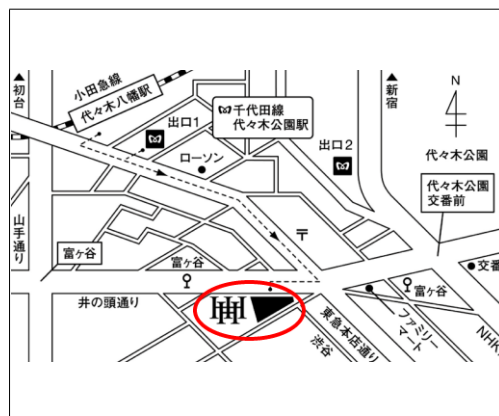 初台
小田急線
代々木八幡駅
出口1
千代田線
代々木公園駅
ローソン
出口2
新宿
N
代々木公園
代々木公園
交番前
山手通り
富ヶ谷
富ヶ谷
〒
交番
井の頭通り
富ヶ谷
ファミリー
マート
東急本店通り
渋谷
NHK